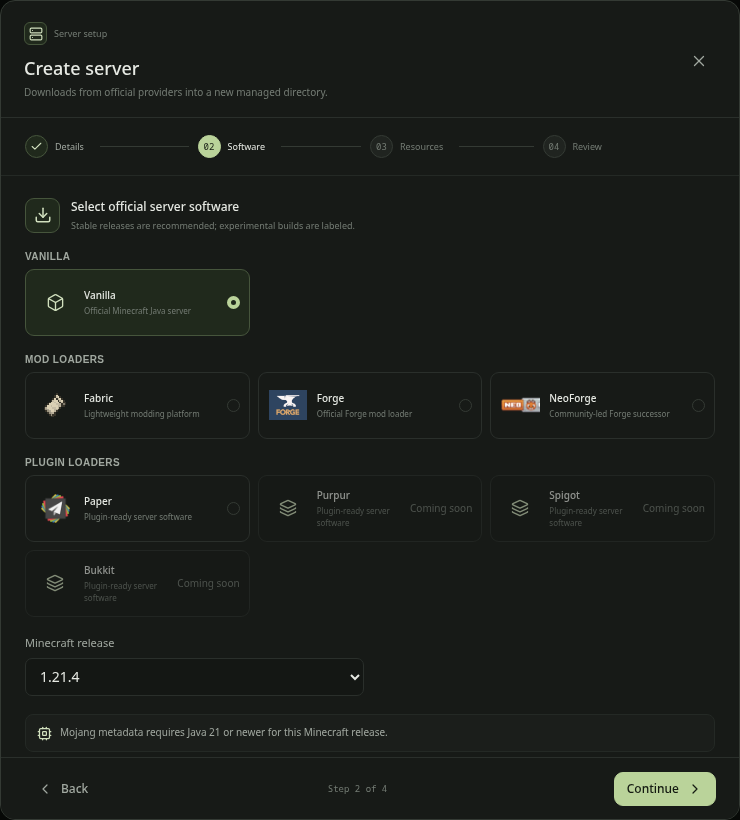 Server setup
Create server
Downloads from official providers into a new managed directory.
Details
02 Software
03 Resources
04 Review
Select official server software
Stable releases are recommended; experimental builds are labeled.
VANILLA
Vanilla
Official Minecraft Java server
MOD LOADERS
Fabric
Lightweight modding platform
FORGE
Forge
Official Forge mod loader
NEO
NeoForge
Community-led Forge successor
PLUGIN LOADERS
Paper
Plugin-ready server software
Purpur
Plugin-ready server
software
Coming soon
Spigot
Plugin-ready server
software
Coming soon
Bukkit
Plugin-ready server
software
Coming soon
Minecraft release
1.21.4
Mojang metadata requires Java 21 or newer for this Minecraft release.
Back
Step 2 of 4
Continue